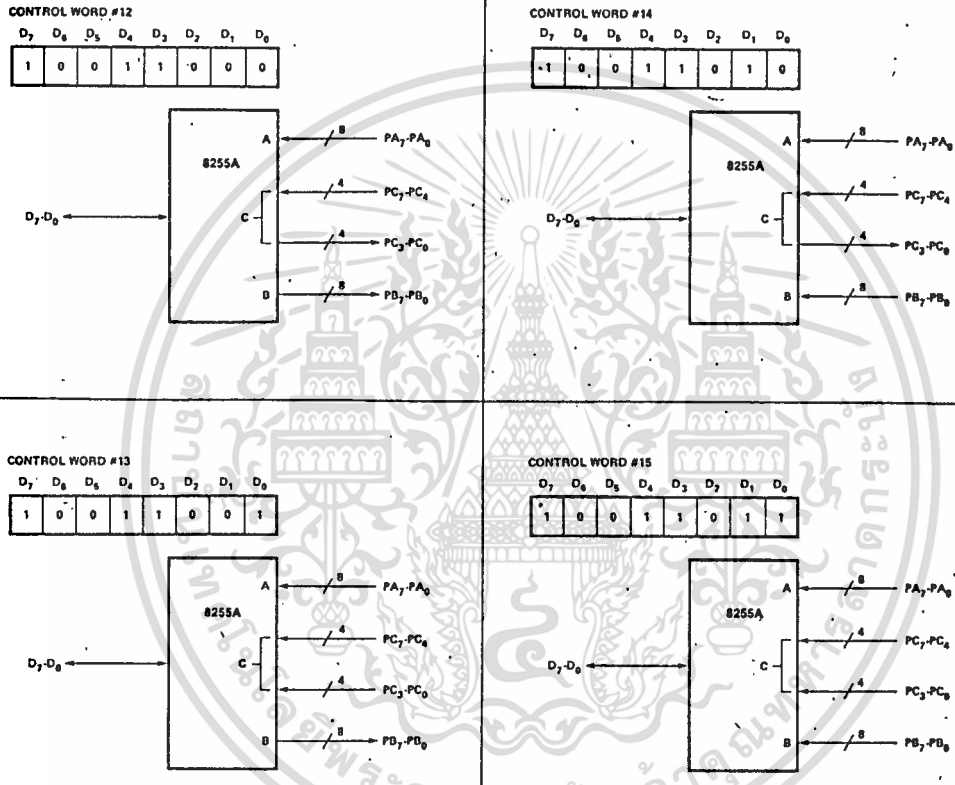 CONTROL WORD #12
D7 D6 D5 D4 D3 D2 D1 D0
1 0 0 1 1 0 0 0
8255A
A
8
PA7-PA0
4
PC7-PC4
D7-D0
C
4
PC3-PC0
B
8
PB7-PB0
CONTROL WORD #14
D7 D6 D5 D4 D3 D2 D1 D0
1 0 0 1 1 0 1 0
8255A
A
8
PA7-PA0
4
PC7-PC4
D7-D0
C
4
PC3-PC0
B
8
PB7-PB0
CONTROL WORD #13
D7 D6 D5 D4 D3 D2 D1 D0
1 0 0 1 1 0 0 1
8255A
A
8
PA7-PA0
4
PC7-PC4
D7-D0
C
4
PC3-PC0
B
8
PB7-PB0
CONTROL WORD #15
D7 D6 D5 D4 D3 D2 D1 D0
1 0 0 1 1 0 1 1
8255A
A
8
PA7-PA0
4
PC7-PC4
D7-D0
C
4
PC3-PC0
B
8
PB7-PB0